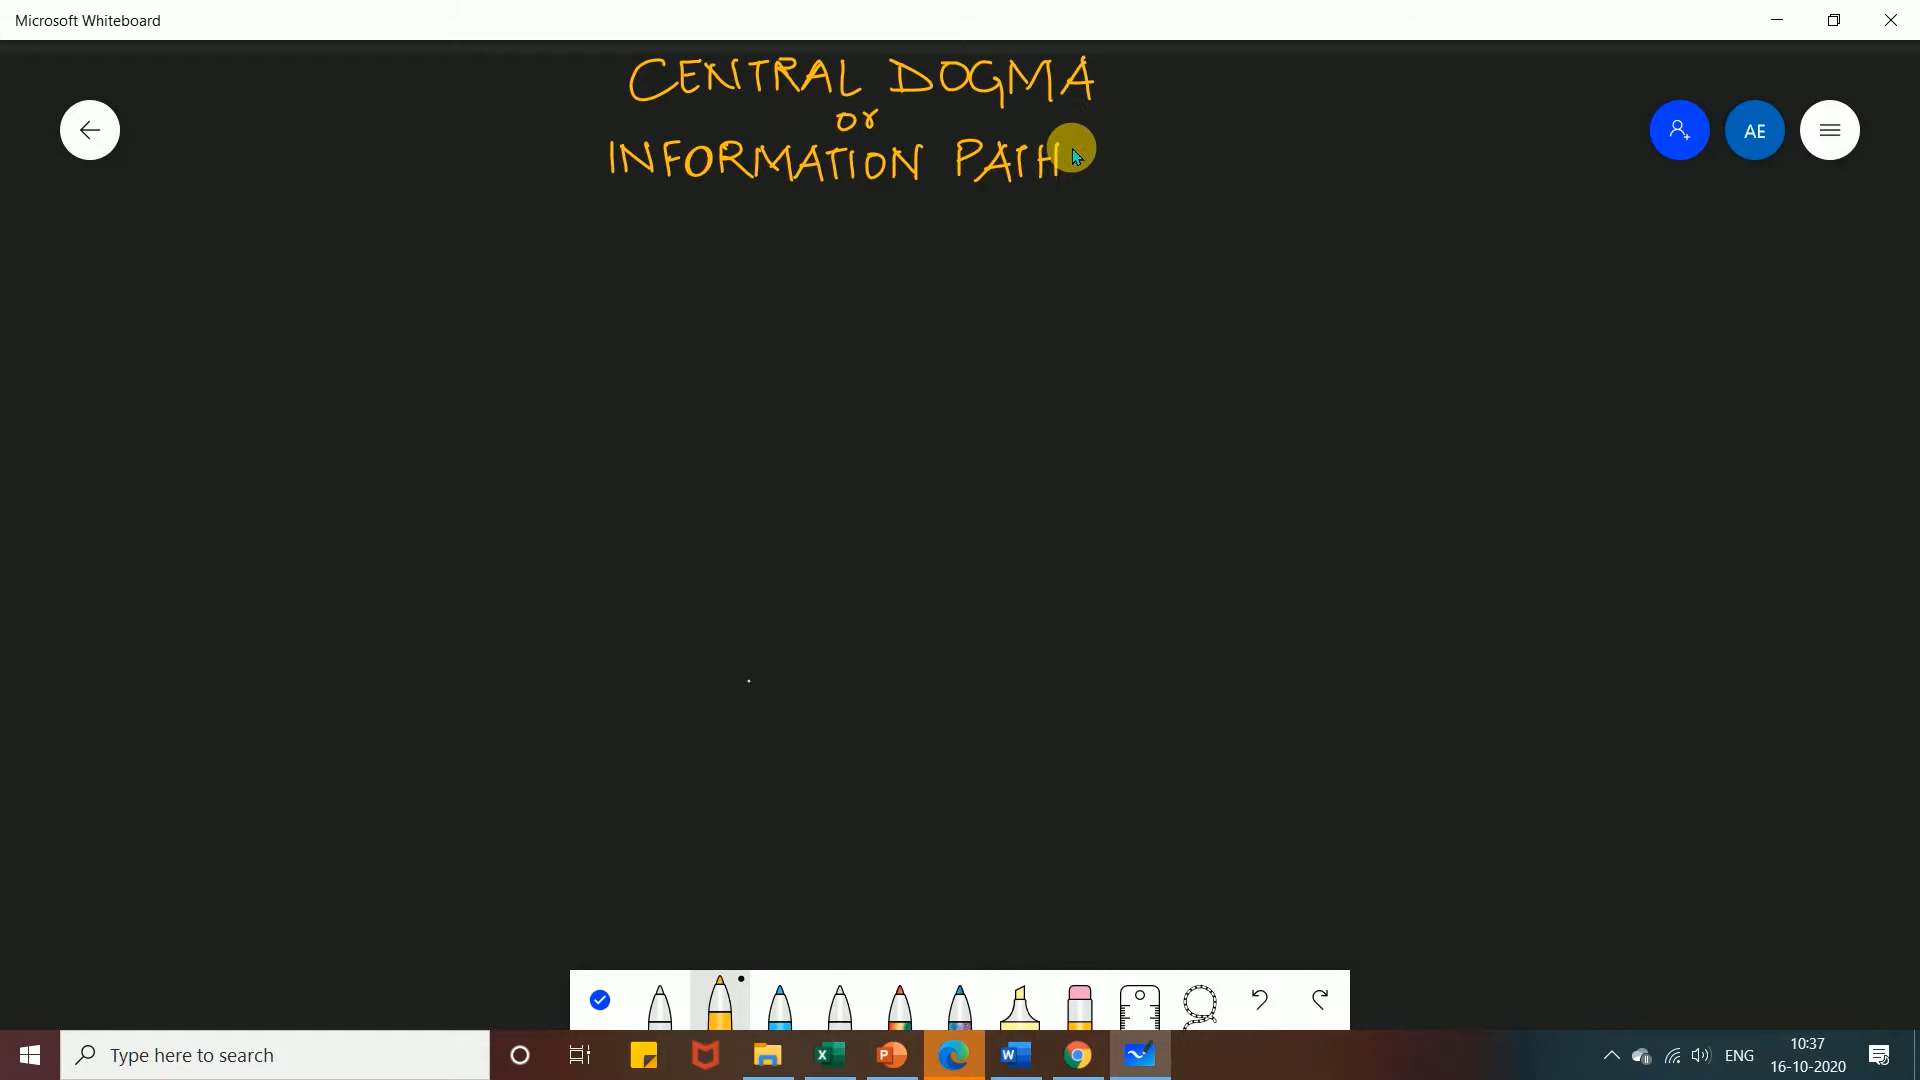 Microsoft Whiteboard
CENTRAL DOGMA
or
INFORMATION PATH
AE
Type here to search
ENG
10:37
16-10-2020